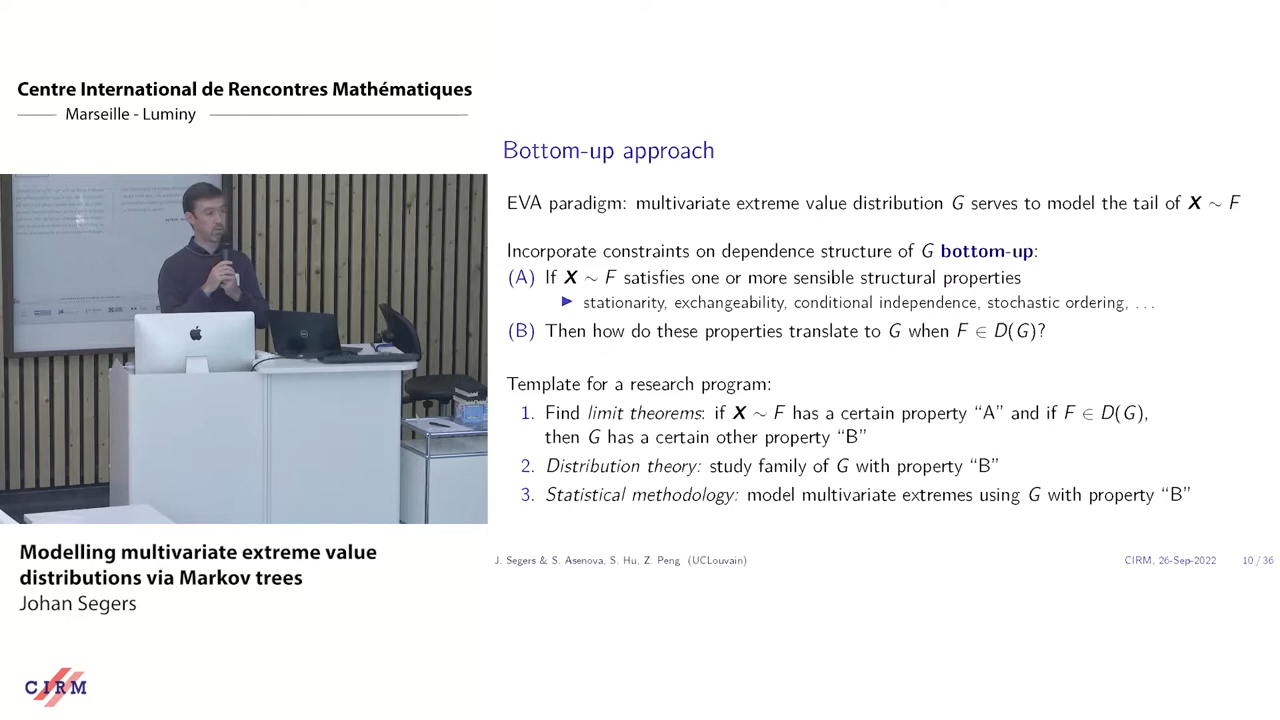 Centre International de Rencontres Mathématiques
Marseille - Luminy
Bottom-up approach
EVA paradigm: multivariate extreme value distribution G serves to model the tail of X ∼ F
Incorporate constraints on dependence structure of G bottom-up:
(A) If X ∼ F satisfies one or more sensible structural properties
▶ stationarity, exchangeability, conditional independence, stochastic ordering, . . .
(B) Then how do these properties translate to G when F ∈ D(G)?
Template for a research program:
1. Find limit theorems: if X ∼ F has a certain property “A” and if F ∈ D(G),
then G has a certain other property “B”
2. Distribution theory: study family of G with property “B”
3. Statistical methodology: model multivariate extremes using G with property “B”
J. Segers & S. Asenova, S. Hu, Z. Peng (UCLouvain)
CIRM, 26-Sep-2022
10 / 36
Modelling multivariate extreme value
distributions via Markov trees
Johan Segers
CIRM